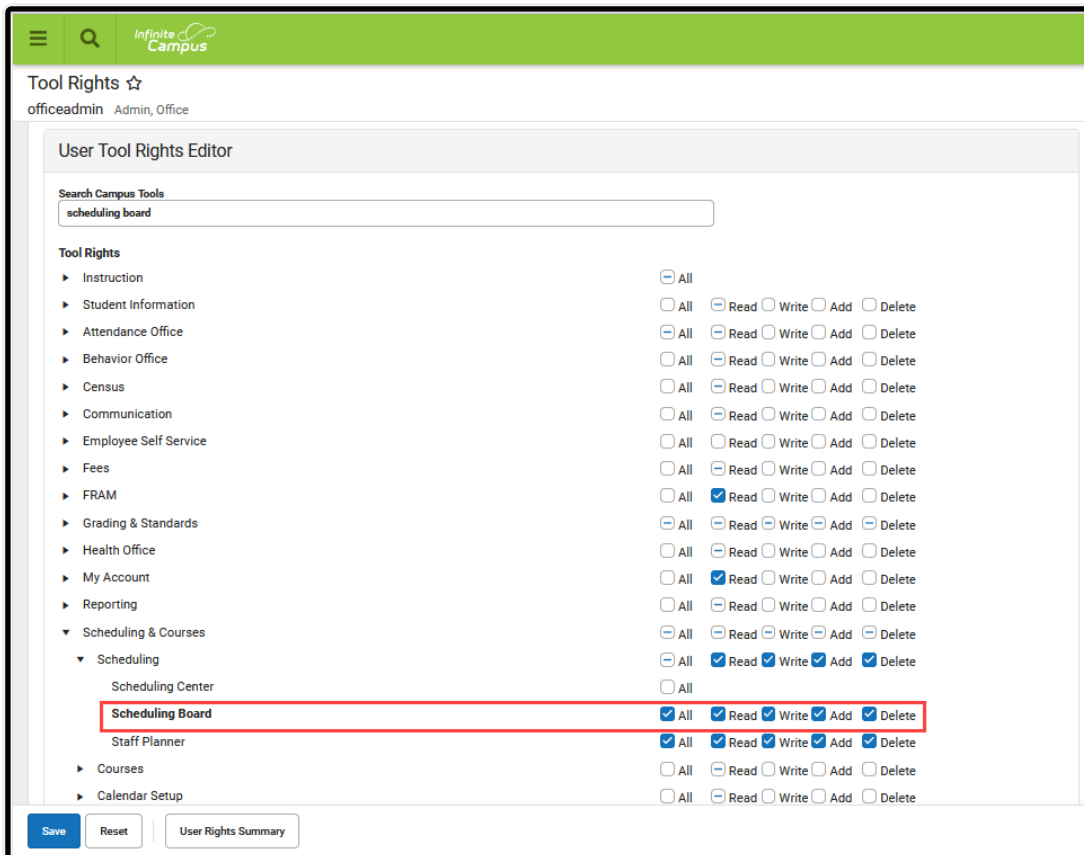 Infinite
Campus
Tool Rights
officeadmin Admin, Office
User Tool Rights Editor
Search Campus Tools
scheduling board
Tool Rights
Instruction All
Student Information All Read Write Add Delete
Attendance Office All Read Write Add Delete
Behavior Office All Read Write Add Delete
Census All Read Write Add Delete
Communication All Read Write Add Delete
Employee Self Service All Read Write Add Delete
Fees All Read Write Add Delete
FRAM All Read Write Add Delete
Grading & Standards All Read Write Add Delete
Health Office All Read Write Add Delete
My Account All Read Write Add Delete
Reporting All Read Write Add Delete
Scheduling & Courses All Read Write Add Delete
Scheduling All Read Write Add Delete
Scheduling Center All
Scheduling Board All Read Write Add Delete
Staff Planner All Read Write Add Delete
Courses All Read Write Add Delete
Calendar Setup All Read Write Add Delete
Save Reset User Rights Summary